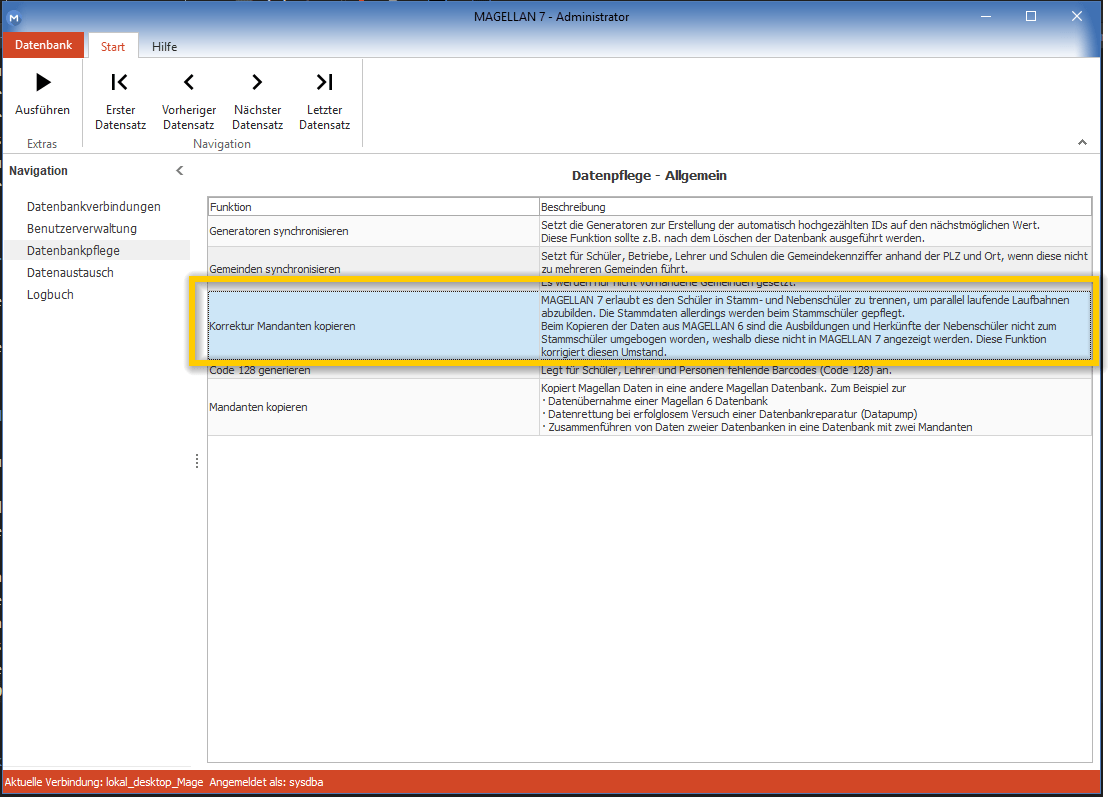 M
MAGELLAN 7 - Administrator
Datenbank
Start
Hilfe
Ausführen
Erster
Datensatz
Vorheriger
Datensatz
Nächster
Datensatz
Letzter
Datensatz
Extras
Navigation
Navigation
Datenbankverbindungen
Benutzerverwaltung
Datenbankpflege
Datenaustausch
Logbuch
Datenpflege - Allgemein
Funktion
Beschreibung
Generatoren synchronisieren
Setzt die Generatoren zur Erstellung der automatisch hochgezählten IDs auf den nächstmöglichen Wert.
Diese Funktion sollte z.B. nach dem Löschen der Datenbank ausgeführt werden.
Gemeinden synchronisieren
Setzt für Schüler, Betriebe, Lehrer und Schulen die Gemeindekennziffer anhand der PLZ und Ort, wenn diese nicht
zu mehreren Gemeinden führt.
Es werden nur nicht vorhandene Gemeinden gesetzt.
Korrektur Mandanten kopieren
MAGELLAN 7 erlaubt es den Schüler in Stamm- und Nebenschüler zu trennen, um parallel laufende Laufbahnen
abzubilden. Die Stammdaten allerdings werden beim Stammschüler gepflegt.
Beim Kopieren der Daten aus MAGELLAN 6 sind die Ausbildungen und Herkünfte der Nebenschüler nicht zum
Stammschüler umgebogen worden, weshalb diese nicht in MAGELLAN 7 angezeigt werden. Diese Funktion
korrigiert diesen Umstand.
Code 128 generieren
Legt für Schüler, Lehrer und Personen fehlende Barcodes (Code 128) an.
Mandanten kopieren
Kopiert Magellan Daten in eine andere Magellan Datenbank. Zum Beispiel zur
· Datenübernahme einer Magellan 6 Datenbank
· Datenrettung bei erfolglosem Versuch einer Datenbankreparatur (Datapump)
· Zusammenführen von Daten zweier Datenbanken in eine Datenbank mit zwei Mandanten
Aktuelle Verbindung: lokal_desktop_Mage Angemeldet als: sysdba